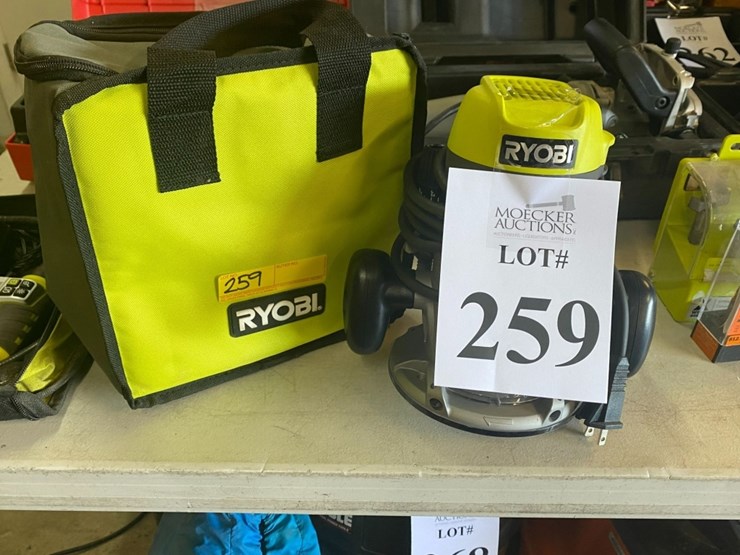 259
RYOBI.
RYOBI
MOECKER
AUCTIONS
LOT#
259
LOT#